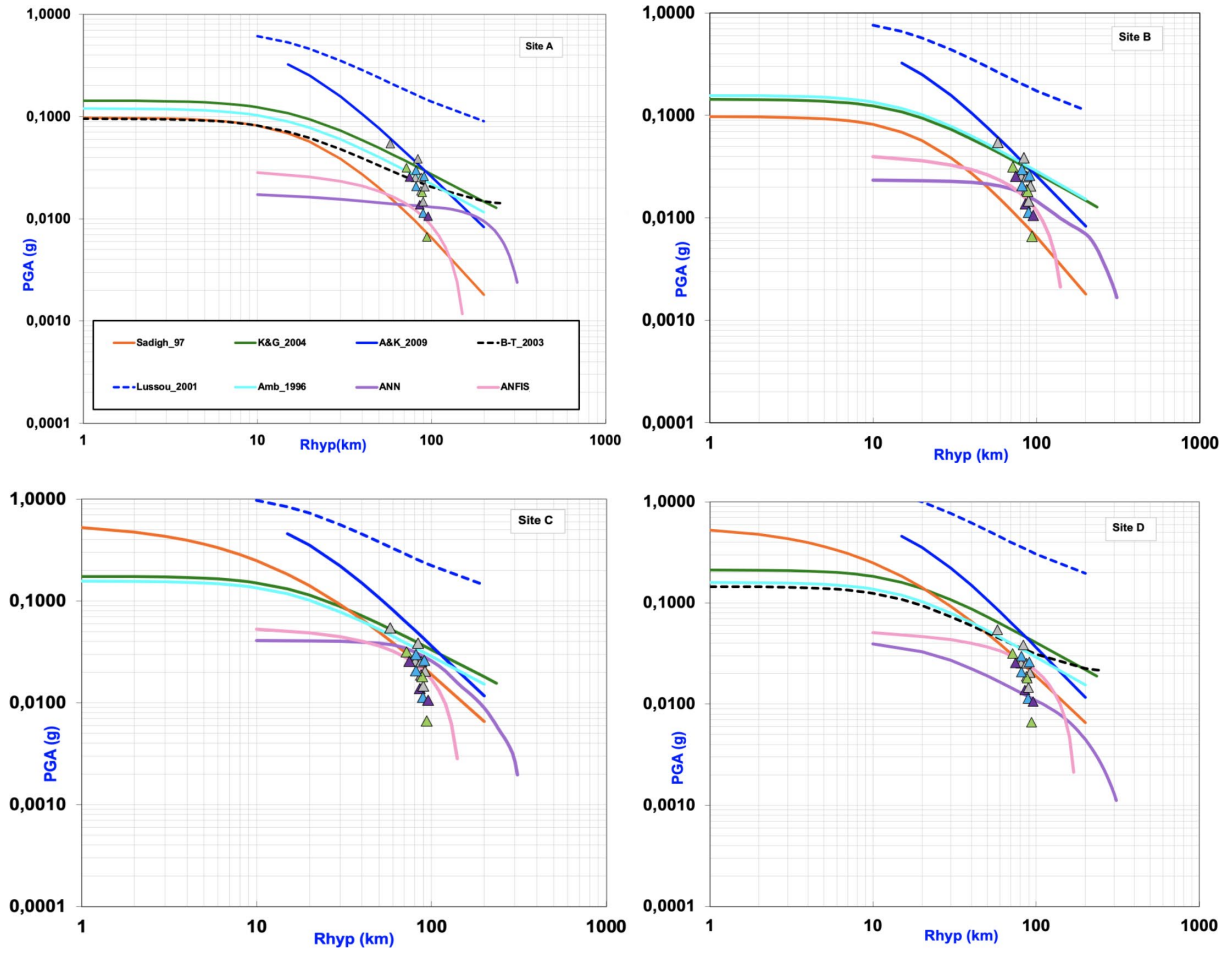 1,0000
0,1000
0,0100
0,0010
0,0001
PGA (g)
Site A
Sadigh_97
K&G_2004
A&K_2009
B-T_2003
Lussou_2001
Amb_1996
ANN
ANFIS
1
10
100
1000
Rhyp(km)
1,0000
0,1000
0,0100
0,0010
0,0001
PGA (g)
Site B
1
10
100
1000
Rhyp (km)
1,0000
0,1000
0,0100
0,0010
0,0001
PGA (g)
Site C
1
10
100
1000
Rhyp (km)
1,0000
0,1000
0,0100
0,0010
0,0001
PGA (g)
Site D
1
10
100
1000
Rhyp (km)